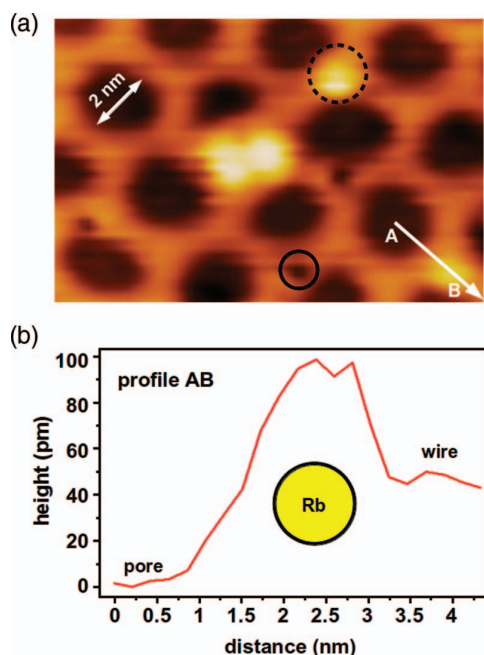 (a)
2 nm
A
B
(b)
profile AB
100
80
60
40
20
0
height (pm)
pore
wire
Rb
0
0.5
1
1.5
2
2.5
3
3.5
4
distance (nm)